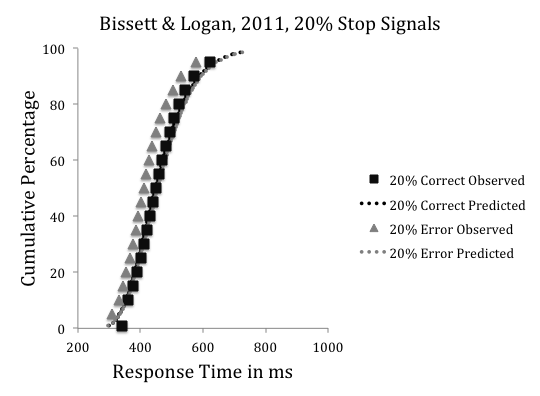 Bissett & Logan, 2011, 20% Stop Signals
100
80
60
40
20
0
Cumulative Percentage
200 400 600 800 1000
Response Time in ms
20% Correct Observed
20% Correct Predicted
20% Error Observed
20% Error Predicted